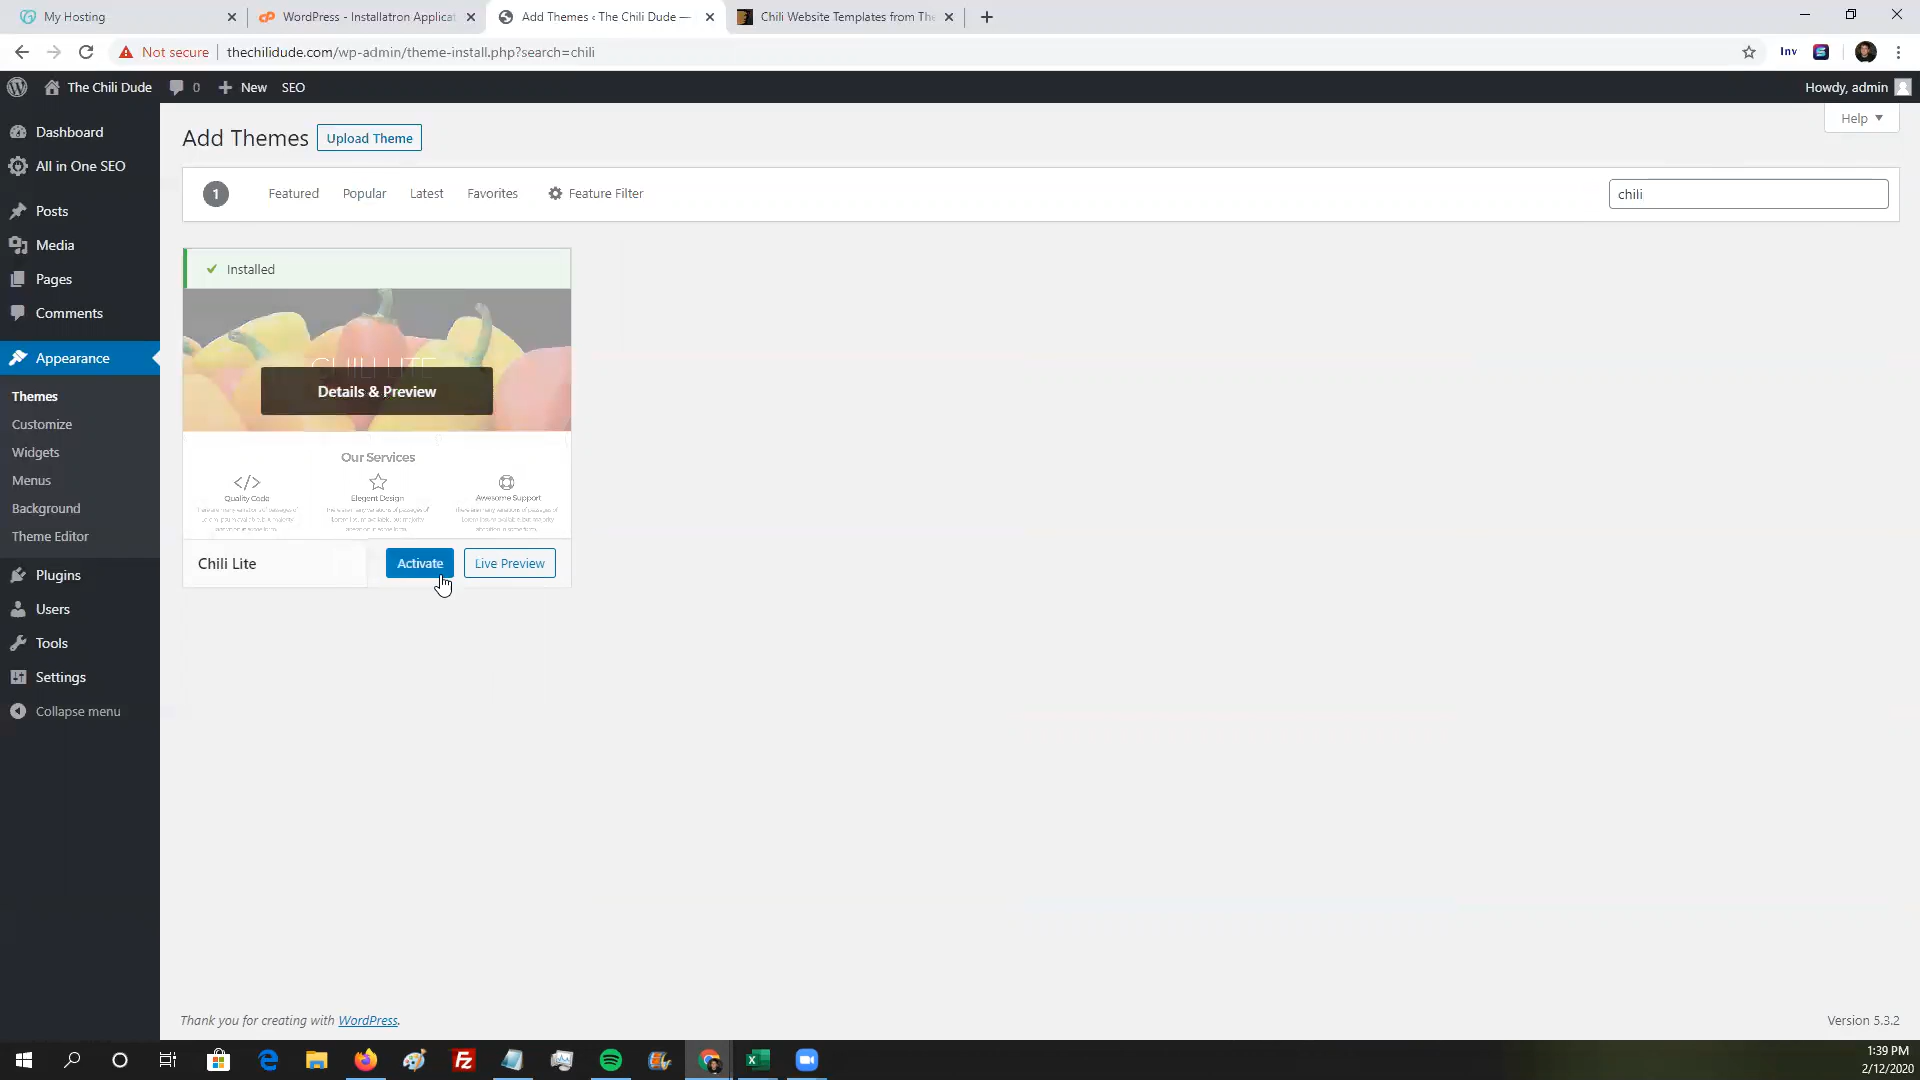 My Hosting
WordPress - Installatron Applicat
Add Themes ‹ The Chili Dude —
Chili Website Templates from The
Not secure
thechilidude.com/wp-admin/theme-install.php?search=chili
Inv
The Chili Dude
0
New
SEO
Howdy, admin
Dashboard
All in One SEO
Posts
Media
Pages
Comments
Appearance
Themes
Customize
Widgets
Menus
Background
Theme Editor
Plugins
Users
Tools
Settings
Collapse menu
Help
Add Themes
Upload Theme
1
Featured
Popular
Latest
Favorites
Feature Filter
chili
Installed
CHILI LITE
Details & Preview
Our Services
Quality Code
Elegent Design
Awesome Support
Chili Lite
Activate
Live Preview
Thank you for creating with WordPress.
Version 5.3.2
1:39 PM
2/12/2020